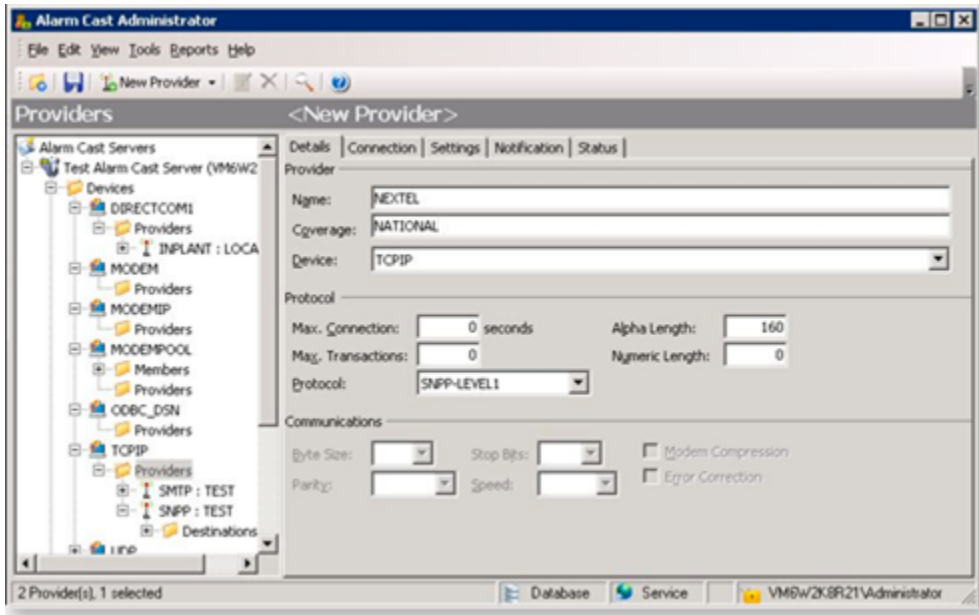 Alarm Cast Administrator
File Edit View Tools Reports Help
New Provider
Providers
<New Provider>
Alarm Cast Servers
Test Alarm Cast Server (VM6W2
Devices
DIRECTCOM1
Providers
INPLANT : LOCA
MODEM
Providers
MODEMIP
Providers
MODEMPOOL
Members
Providers
ODBC_DSN
Providers
TCPIP
Providers
SMTP : TEST
SNPP : TEST
Destinations
UDP
Details Connection Settings Notification Status
Provider
Name: NEXTEL
Coverage: NATIONAL
Device: TCPIP
Protocol
Max. Connection: 0 seconds Alpha Length: 160
Max. Transactions: 0 Numeric Length: 0
Protocol: SNPP-LEVEL1
Communications
Byte Size: Stop Bits: Modem Compression
Parity: Speed: Error Correction
2 Provider(s), 1 selected Database Service VM6W2K8R21\Administrator